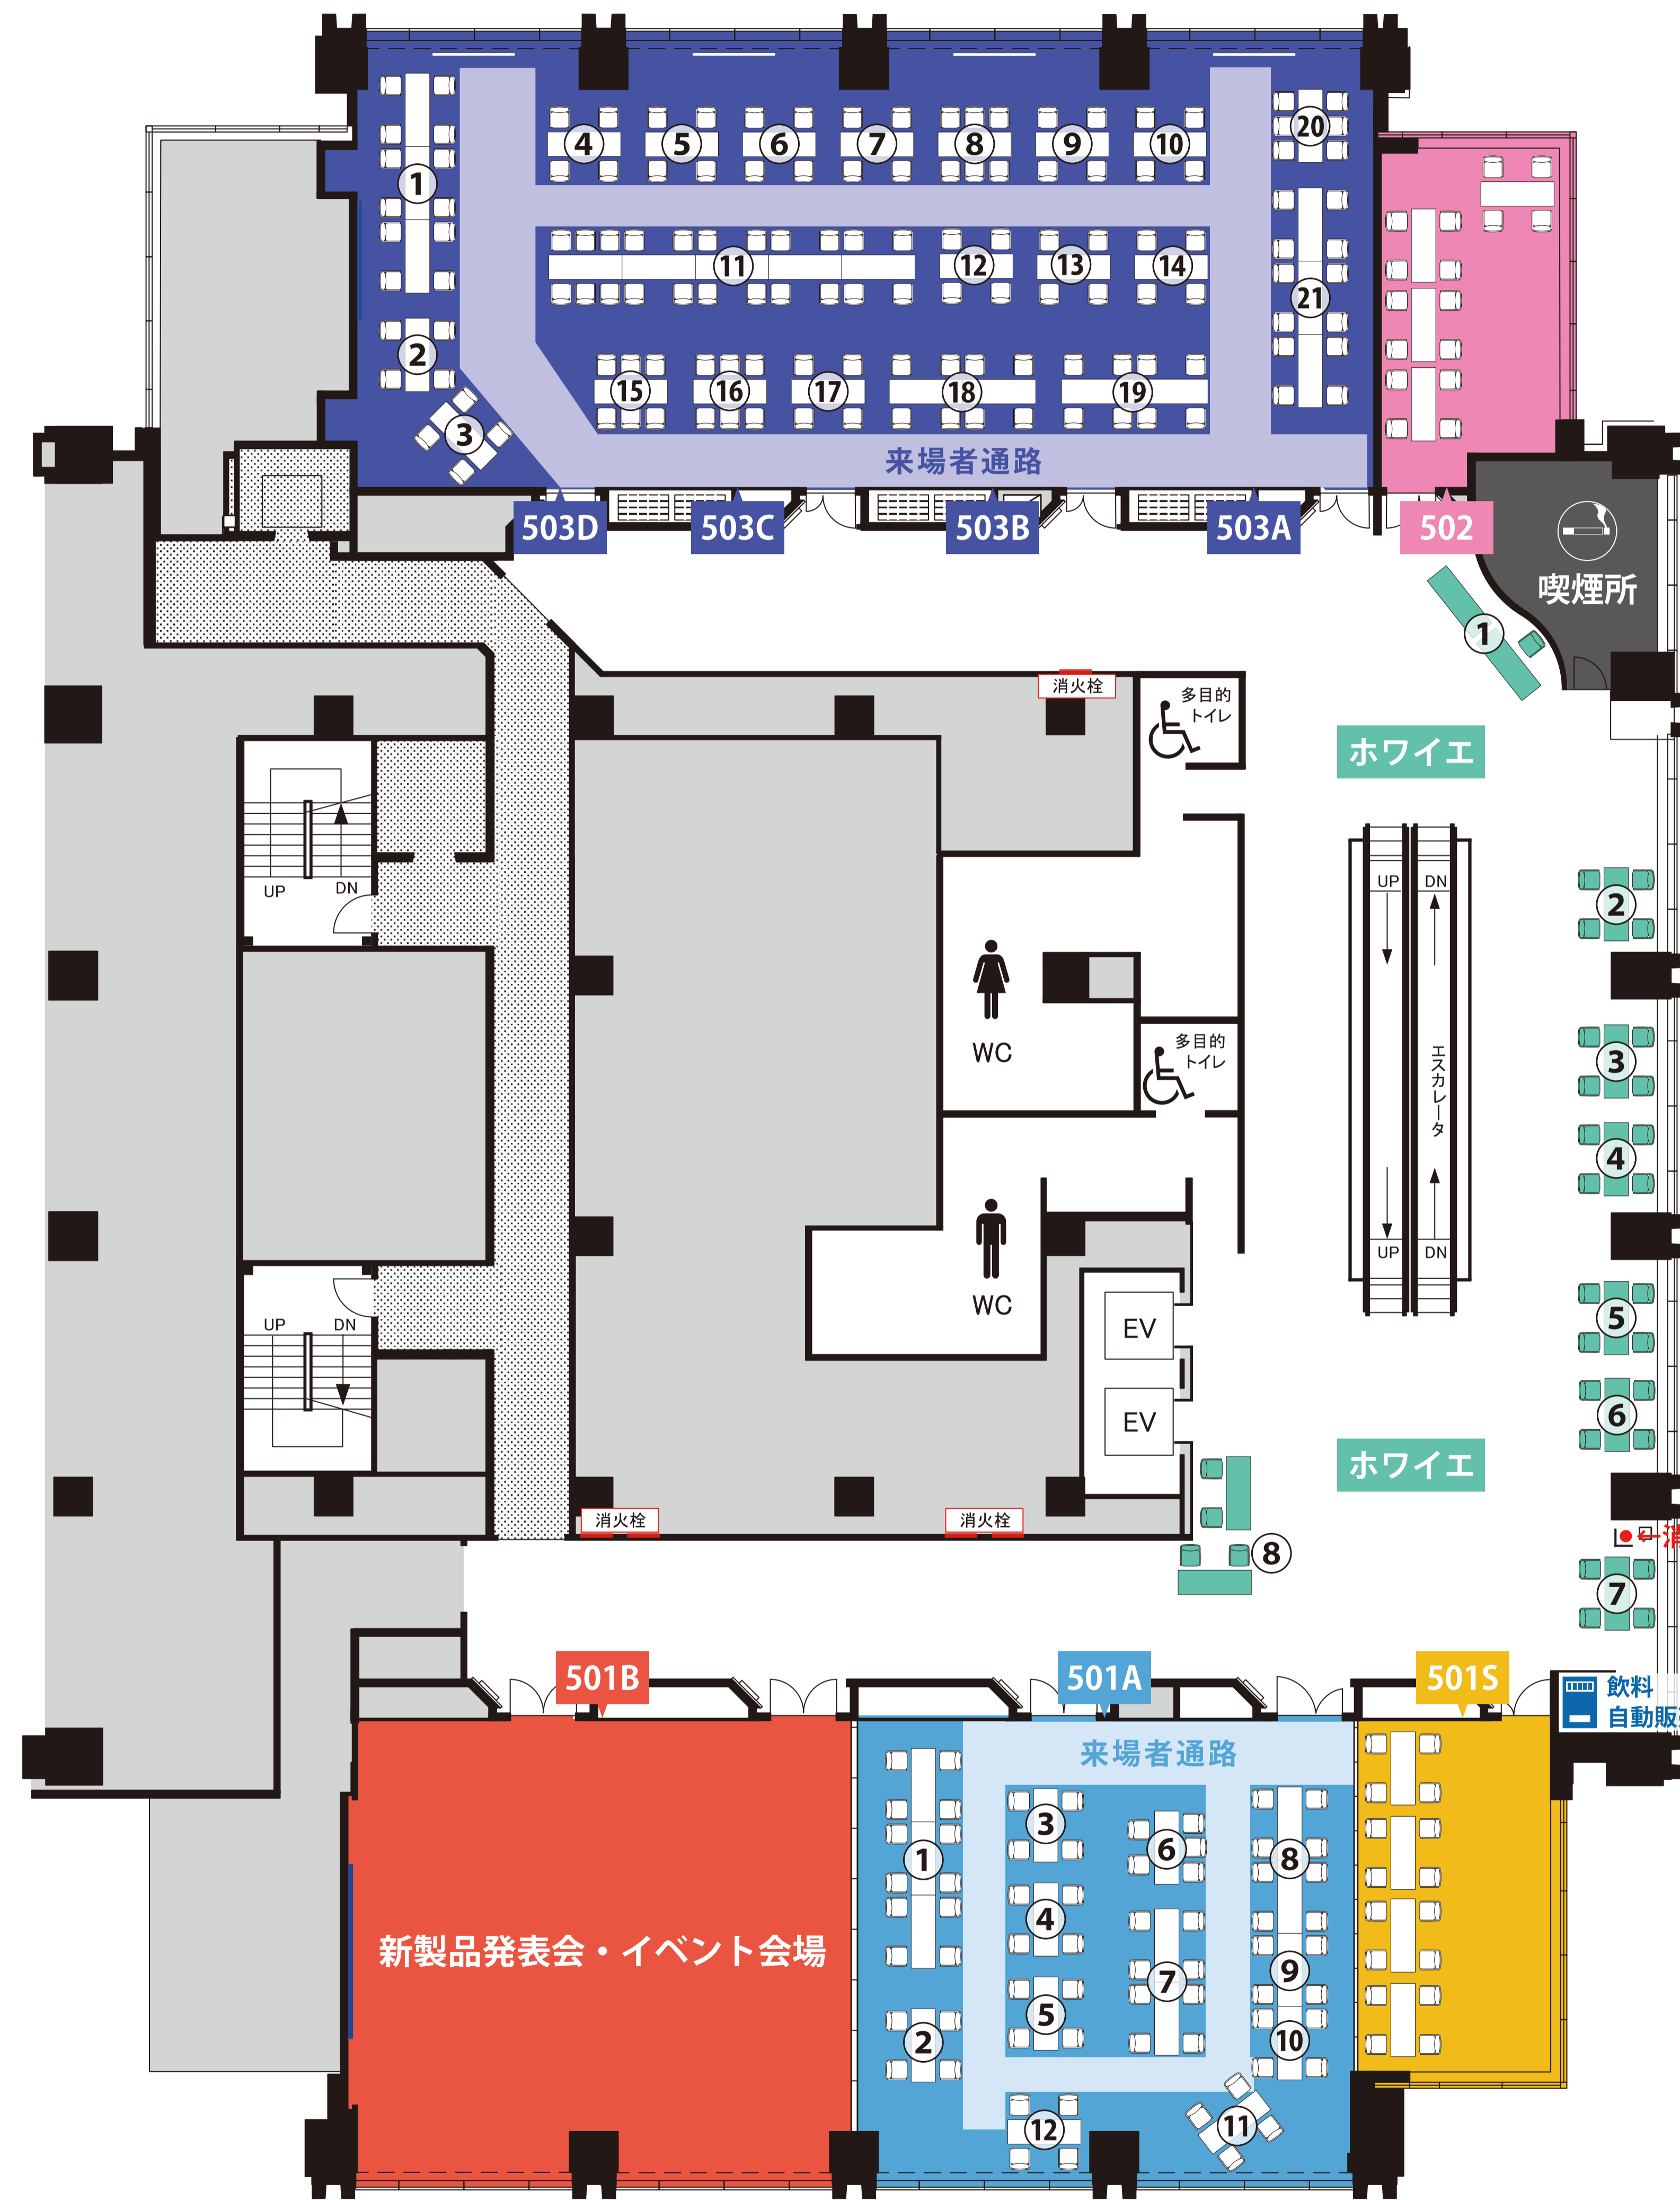 4
5
6
7
8
9
10
20
1
11
12
13
14
21
2
15
16
17
18
19
3
来場者通路
503D
503C
503B
503A
502
喫煙所
1
消火栓
多目的
トイレ
ホワイエ
UP
DN
UP
DN
2
WC
多目的
トイレ
エスカレータ
3
4
WC
UP
DN
UP
DN
EV
5
EV
6
ホワイエ
消火栓
消火栓
8
←消
7
501B
501A
501S
飲料
自動販
来場者通路
3
6
1
8
4
新製品発表会・イベント会場
9
7
5
2
10
11
12